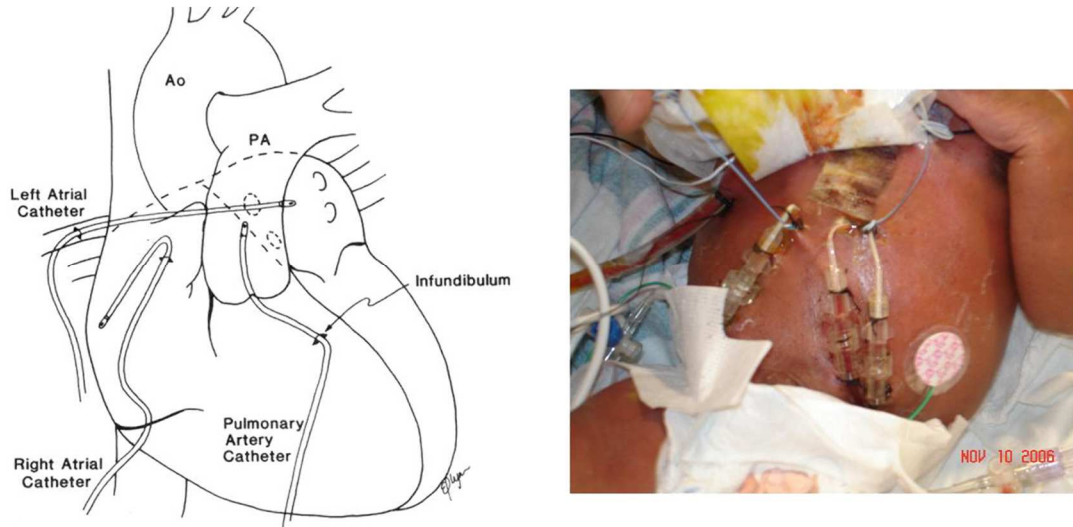 Ao
PA
Left Atrial
Catheter
Infundibulum
Pulmonary
Artery
Catheter
Right Atrial
Catheter
NOV 10 2006